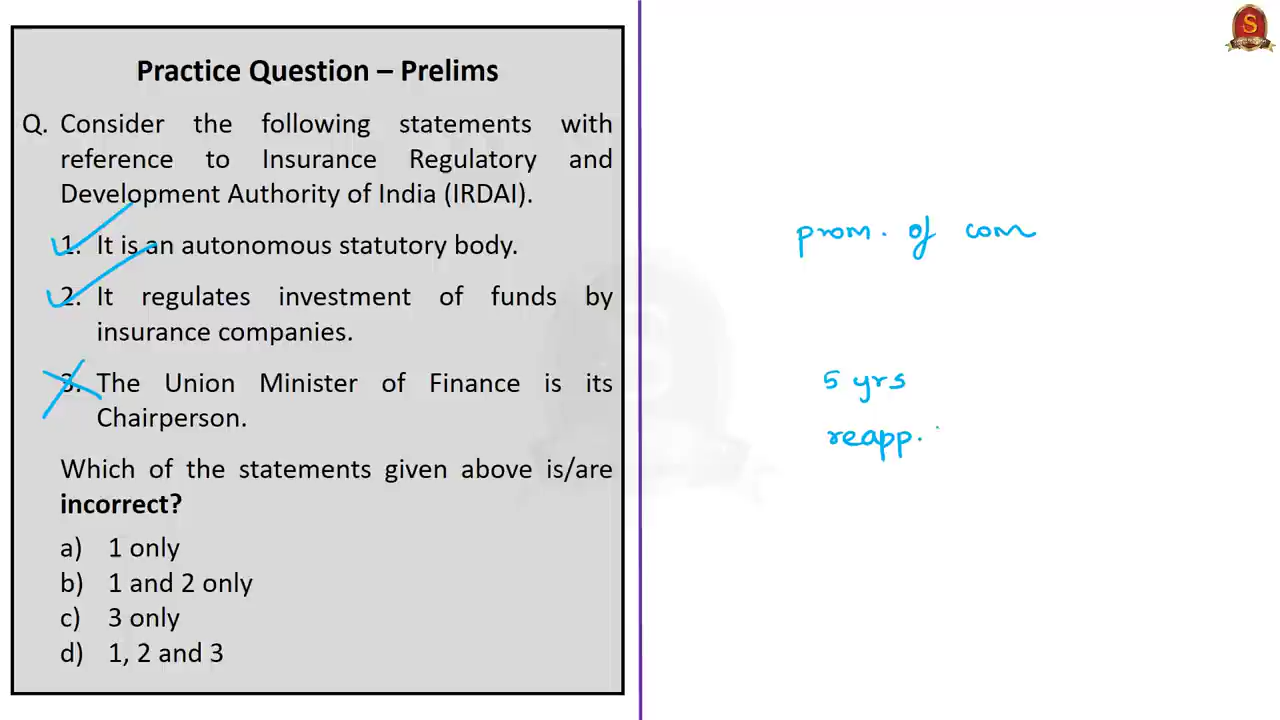 Practice Question – Prelims
Q. Consider the following statements with
reference to Insurance Regulatory and
Development Authority of India (IRDAI).
1. It is an autonomous statutory body.
2. It regulates investment of funds by
insurance companies.
3. The Union Minister of Finance is its
Chairperson.
Which of the statements given above is/are
incorrect?
a) 1 only
b) 1 and 2 only
c) 3 only
d) 1, 2 and 3
prom. of com
5 yrs
reapp.
S